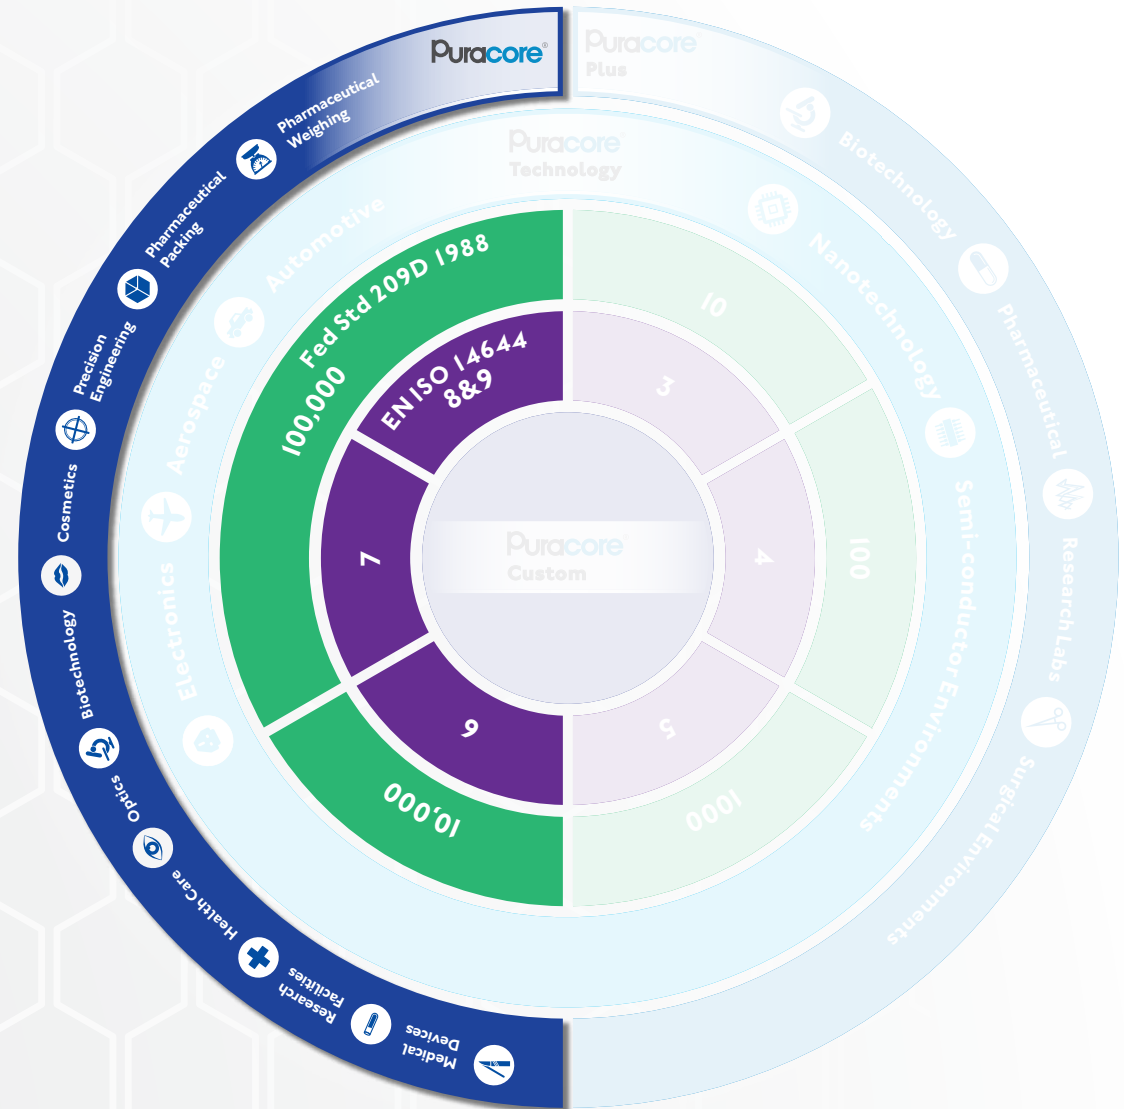 Puracore®
Pharmaceutical
Weighing
Pharmaceutical
Packing
Precision
Engineering
Cosmetics
Biotechnology
Optics
Health Care
Research
Facilities
Medical
Devices
Puracore
Plus
Biotechnology
Pharmaceutical
Research Labs
Surgical Environments
Puracore
Technology
Automotive
Aerospace
Electronics
Nanotechnology
Semi-conductor Environments
Fed Std 209D 1988
100,000
10,000
10
100
1000
EN ISO 14644
8&9
7
6
3
4
5
Puracore
Custom